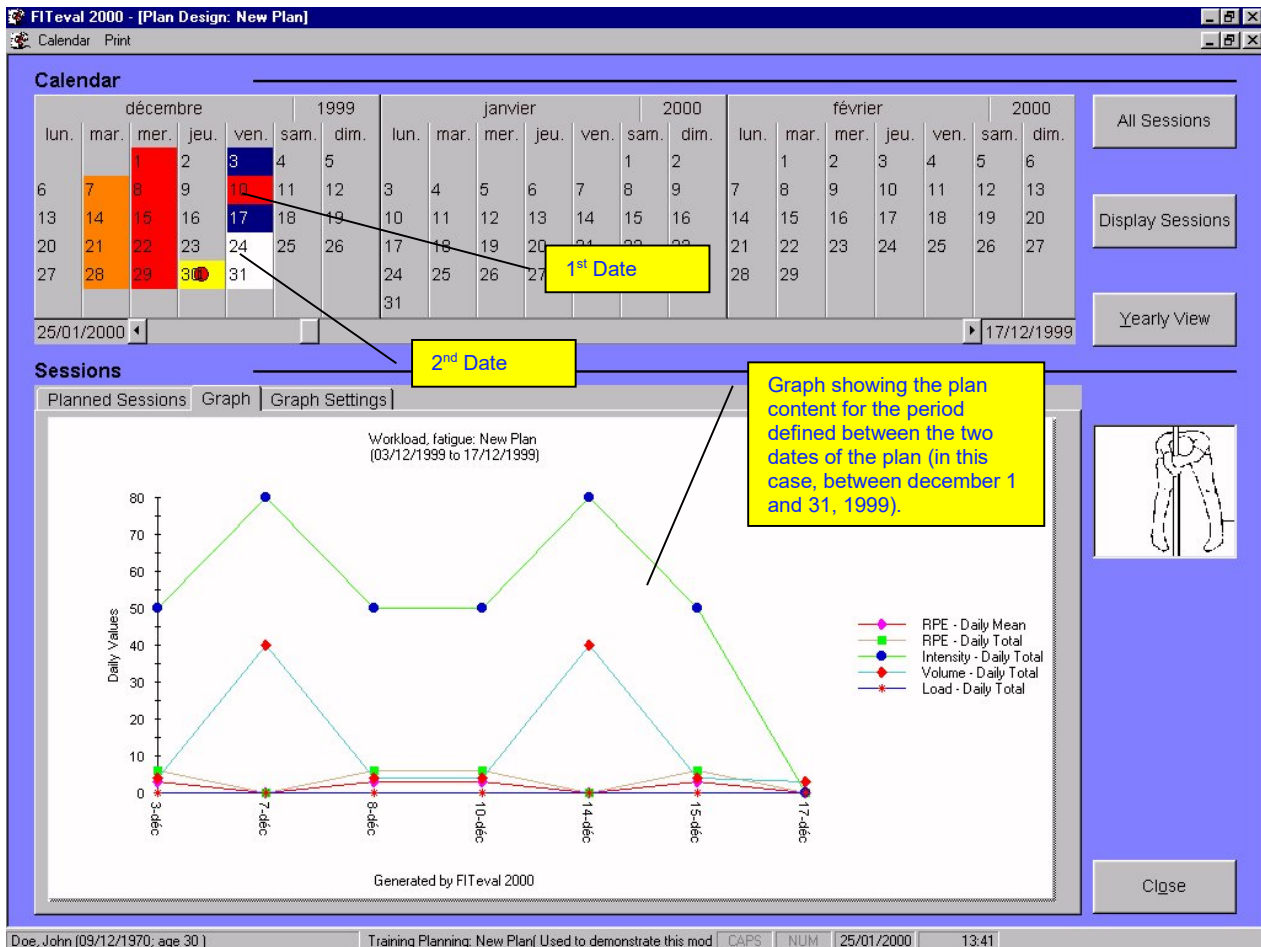 FITeval 2000 - [Plan Design: New Plan]
Calendar Print
Calendar
décembre 1999 janvier 2000 février 2000
lun. mar. mer. jeu. ven. sam. dim. lun. mar. mer. jeu. ven. sam. dim. lun. mar. mer. jeu. ven. sam. dim.
1 2 3 4 5 1 2 1 2 3 4 5 6
6 7 8 9 10 11 12 3 4 5 6 7 8 9 7 8 9 10 11 12 13
13 14 15 16 17 18 19 10 11 12 13 14 15 16 14 15 16 17 18 19 20
20 21 22 23 24 25 26 17 18 19 20 21 22 23 21 22 23 24 25 26 27
27 28 29 30 31 24 25 26 27 28 29
31
25/01/2000 17/12/1999
All Sessions
Display Sessions
Yearly View
1st Date
2nd Date
Sessions
Planned Sessions Graph Graph Settings
Graph showing the plan
content for the period
defined between the two
dates of the plan (in this
case, between december 1
and 31, 1999).
Workload, fatigue: New Plan
(03/12/1999 to 17/12/1999)
Daily Values
80
70
60
50
40
30
20
10
0
3-déc 7-déc 8-déc 10-déc 14-déc 15-déc 17-déc
RPE - Daily Mean
RPE - Daily Total
Intensity - Daily Total
Volume - Daily Total
Load - Daily Total
Generated by FITeval 2000
Close
Doe, John (09/12/1970; age 30 ) Training Planning: New Plan( Used to demonstrate this mod CAPS NUM 25/01/2000 13:41